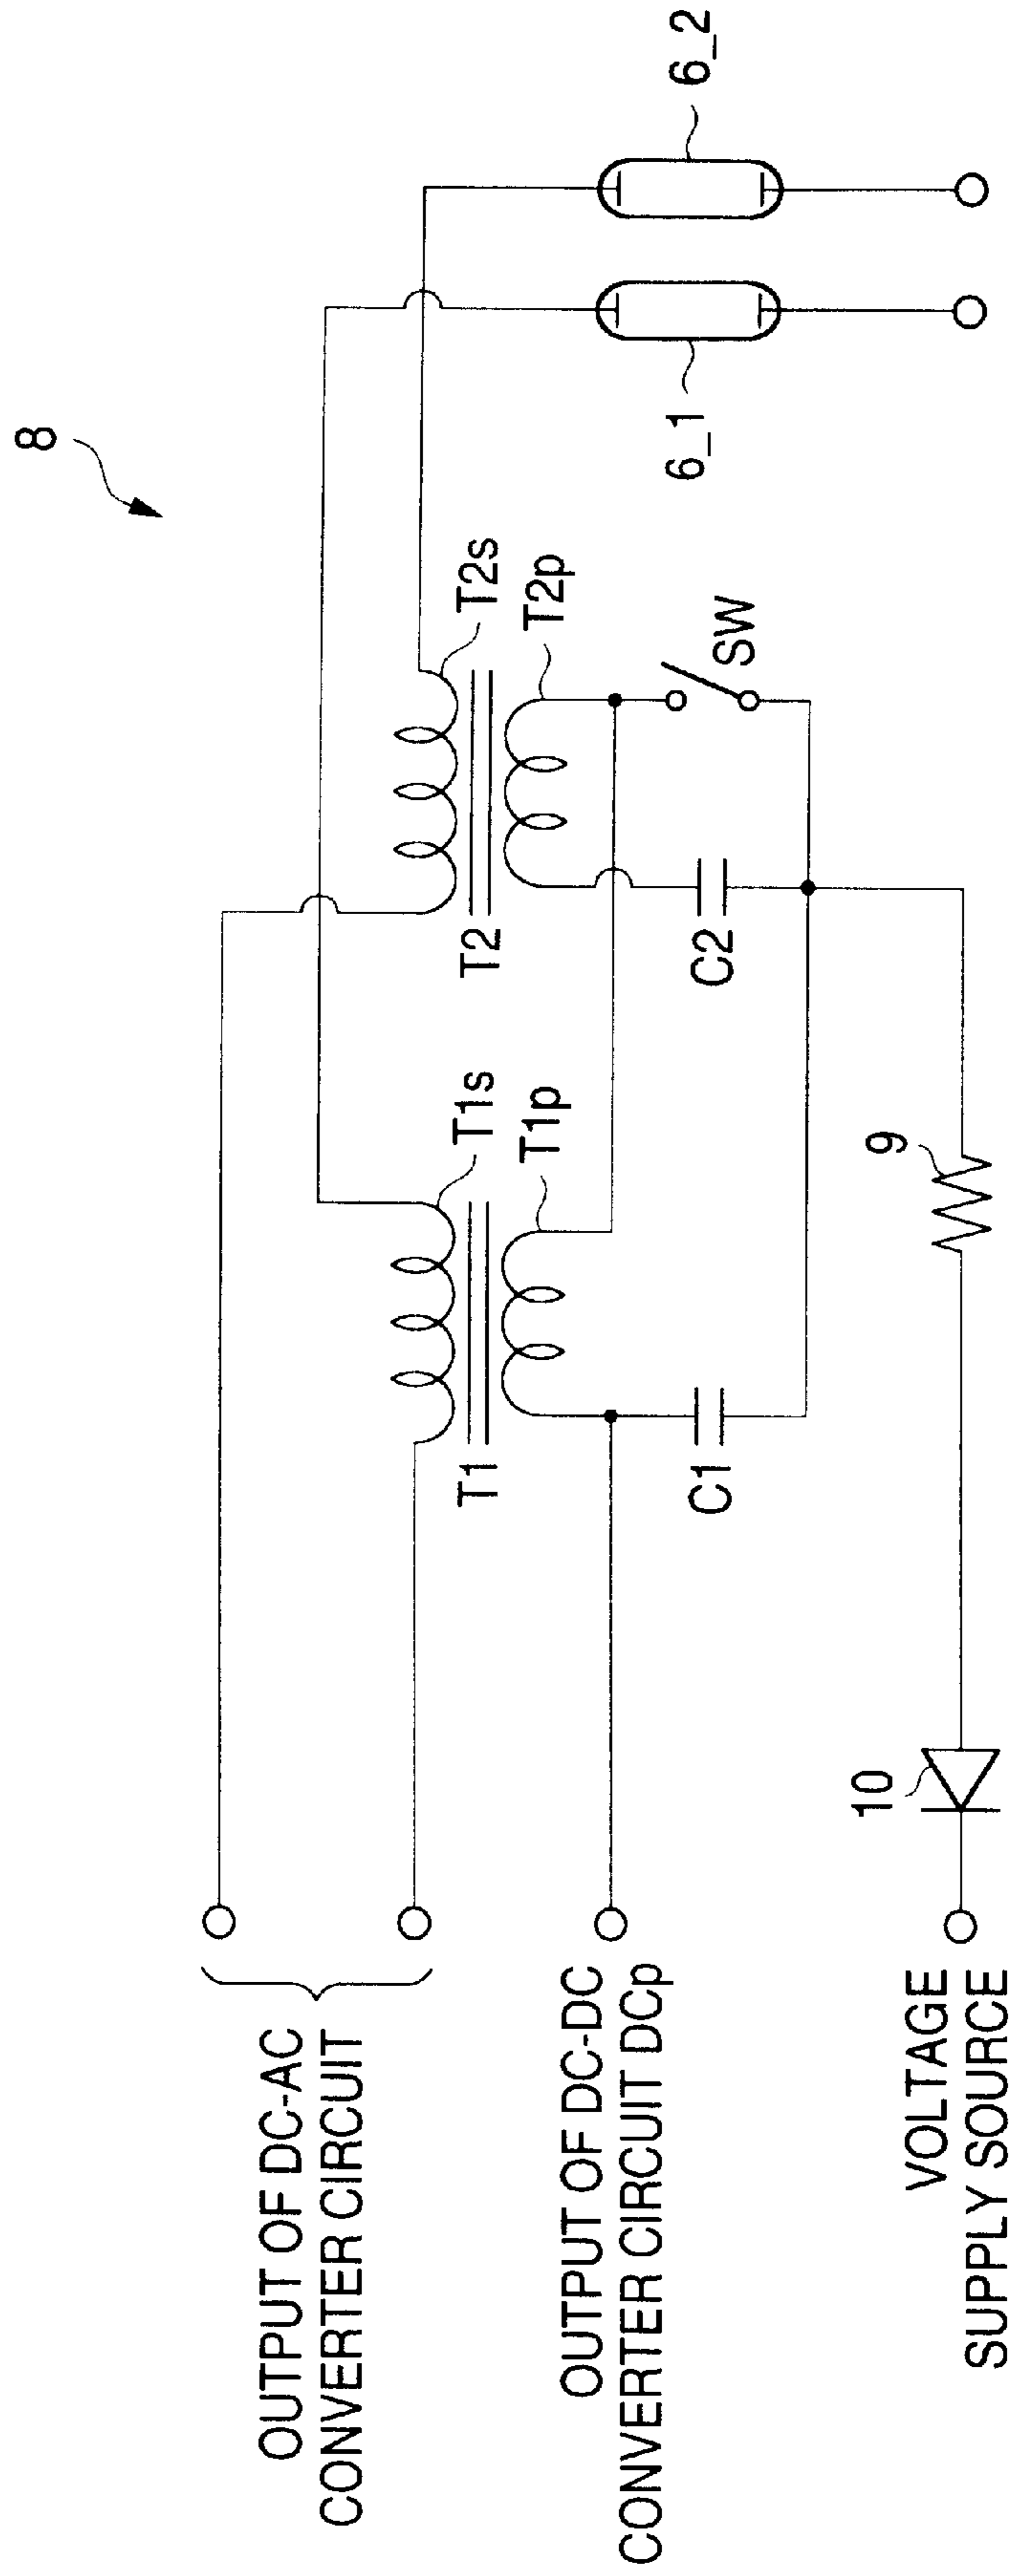 8
OUTPUT OF DC-AC
CONVERTER CIRCUIT
T1s
T2s
T1
T2
T1p
T2p
OUTPUT OF DC-DC
CONVERTER CIRCUIT DCp
C1
C2
SW
6_1
6_2
10
9
VOLTAGE
SUPPLY SOURCE